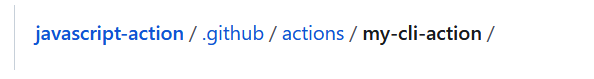 javascript-action / .github / actions / my-cli-action /